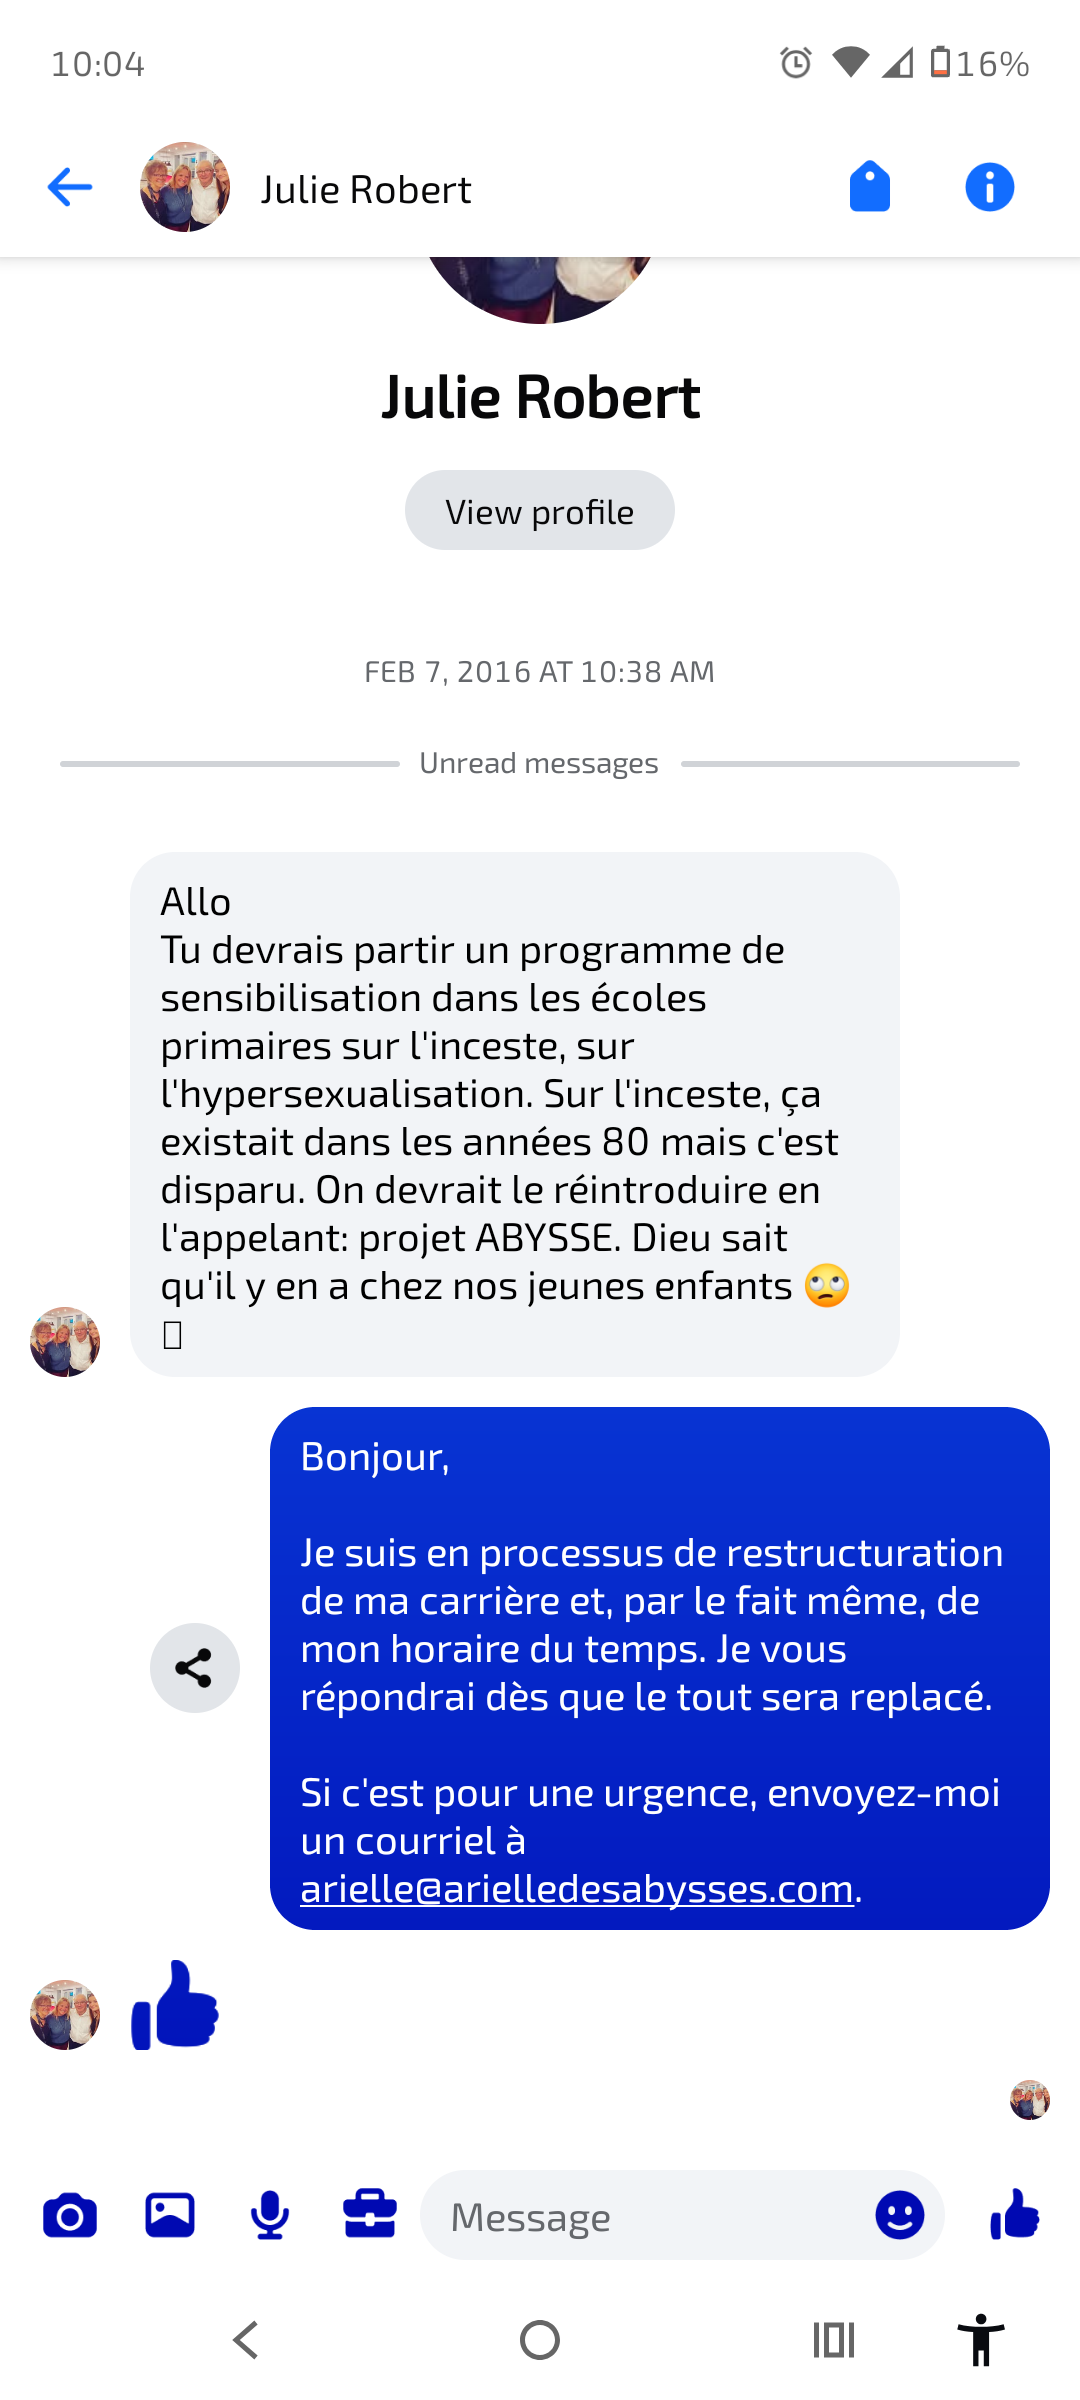 10:04
16%
Julie Robert
Julie Robert
View profile
FEB 7, 2016 AT 10:38 AM
Unread messages
Allo
Tu devrais partir un programme de
sensibilisation dans les écoles
primaires sur l'inceste, sur
l'hypersexualisation. Sur l'inceste, ça
existait dans les années 80 mais c'est
disparu. On devrait le réintroduire en
l'appelant: projet ABYSSE. Dieu sait
qu'il y en a chez nos jeunes enfants 🙄
Bonjour,
Je suis en processus de restructuration
de ma carrière et, par le fait même, de
mon horaire du temps. Je vous
répondrai dès que le tout sera replacé.
Si c'est pour une urgence, envoyez-moi
un courriel à
arielle@arielledesabysses.com.
Message